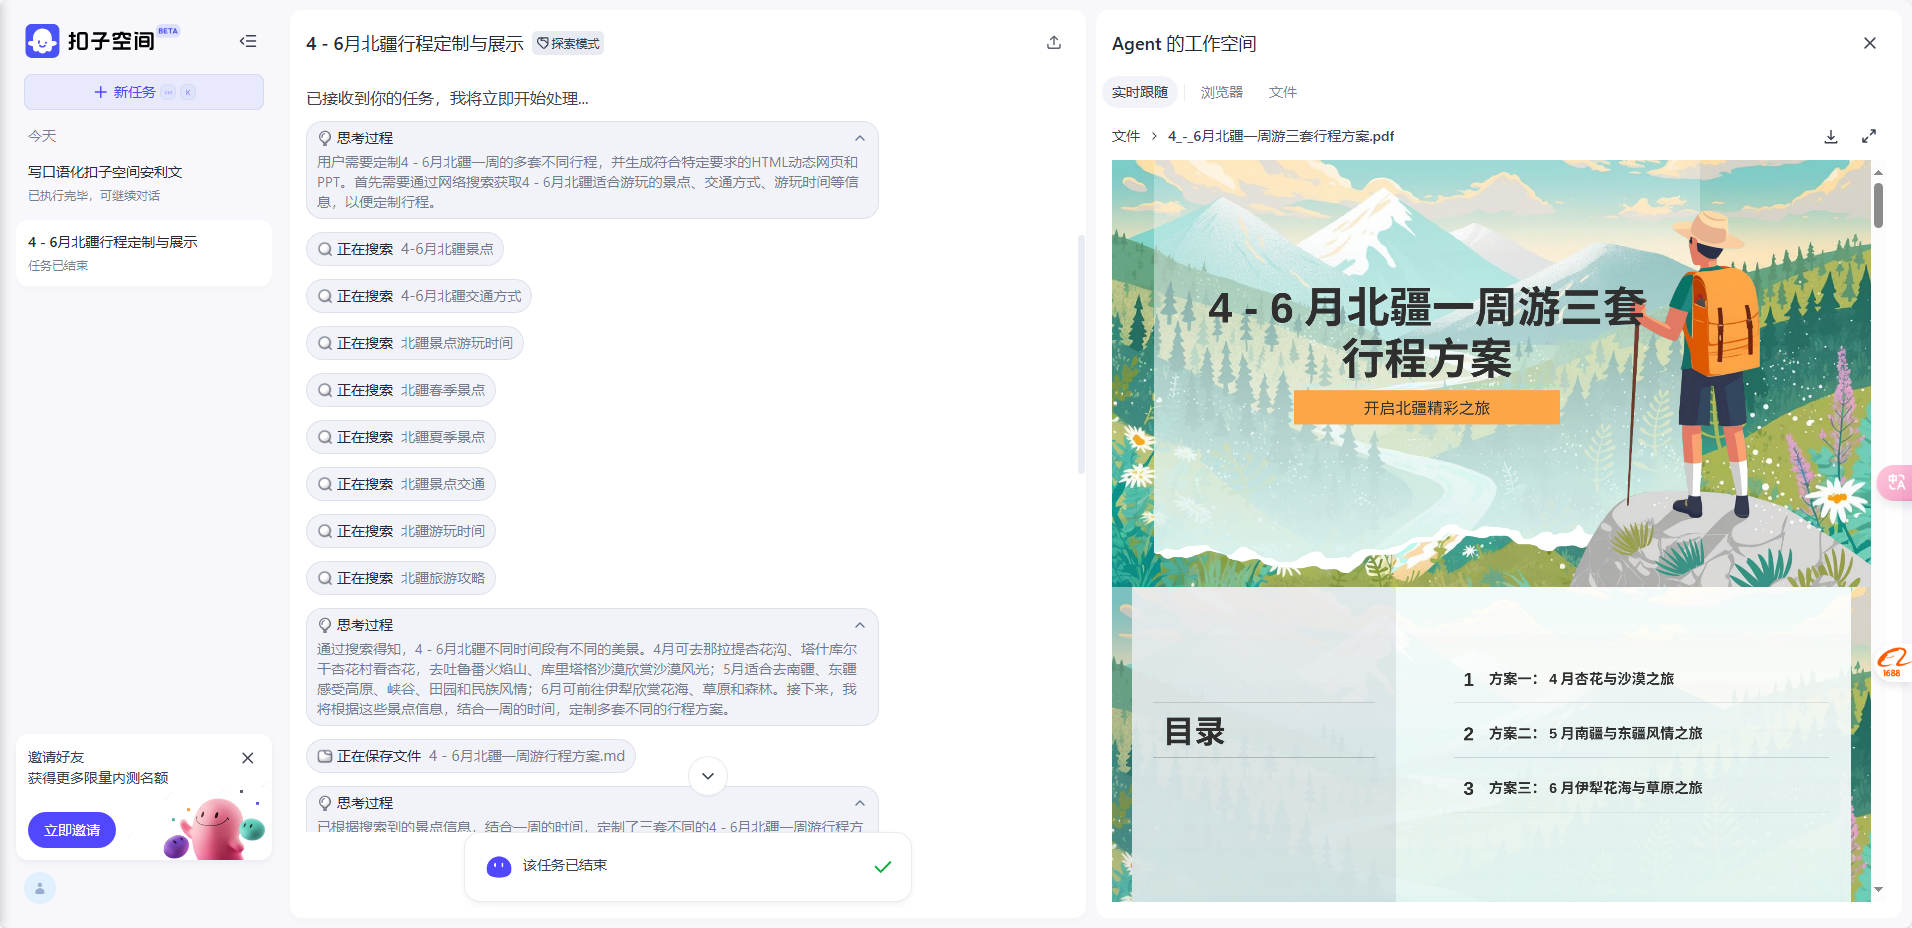 扣子空间
BETA
新任务
K
今天
写口语化扣子空间安利文
已执行完毕，可继续对话
4 - 6月北疆行程定制与展示
任务已结束
邀请好友
获得更多限量内测名额
立即邀请
4 - 6月北疆行程定制与展示
探索模式
已接收到你的任务，我将立即开始处理...
思考过程
用户需要定制4 - 6月北疆一周的多套不同行程，并生成符合特定要求的HTML动态网页和
PPT。首先需要通过网络搜索获取4 - 6月北疆适合游玩的景点、交通方式、游玩时间等信
息，以便定制行程。
正在搜索 4-6月北疆景点
正在搜索 4-6月北疆交通方式
正在搜索 北疆景点游玩时间
正在搜索 北疆春季景点
正在搜索 北疆夏季景点
正在搜索 北疆景点交通
正在搜索 北疆游玩时间
正在搜索 北疆旅游攻略
思考过程
通过搜索得知，4 - 6月北疆不同时间段有不同的美景。4月可去那拉提杏花沟、塔什库尔
干杏花村看杏花，去吐鲁番火焰山、库里塔格沙漠欣赏沙漠风光；5月适合去南疆、东疆
感受高原、峡谷、田园和民族风情；6月可前往伊犁欣赏花海、草原和森林。接下来，我
将根据这些景点信息，结合一周的时间，定制多套不同的行程方案。
正在保存文件 4 - 6月北疆一周游行程方案.md
思考过程
已根据搜索到的景点信息，结合一周的时间，定制了三套不同的4 - 6月北疆一周游行程方
该任务已结束
Agent 的工作空间
实时跟随
浏览器
文件
文件 > 4_-_6月北疆一周游三套行程方案.pdf
4 - 6 月北疆一周游三套
行程方案
开启北疆精彩之旅
目录
1 方案一： 4 月杏花与沙漠之旅
2 方案二： 5 月南疆与东疆风情之旅
3 方案三： 6 月伊犁花海与草原之旅
中A
1688